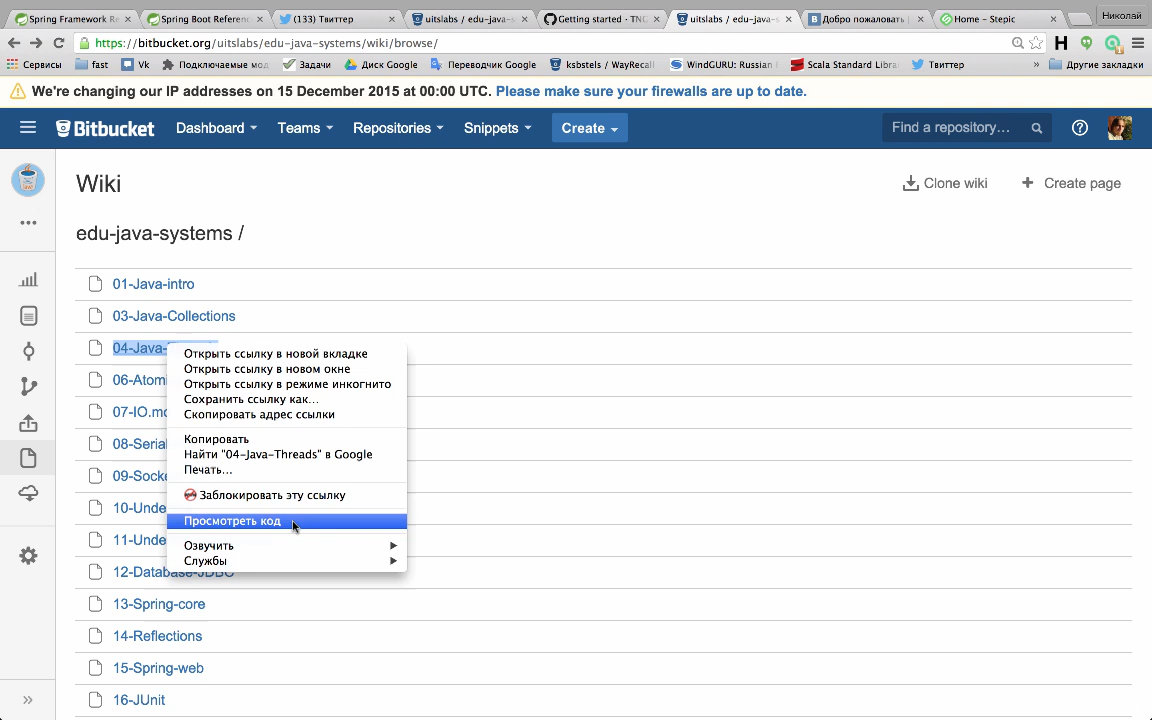 Spring Framework Re
Spring Boot Referenc
(133) Твиттер
uitslabs / edu-java-s
Getting started · TNG
uitslabs / edu-java-s
Добро пожаловать
Home – Stepic
Николай
https://bitbucket.org/uitslabs/edu-java-systems/wiki/browse/
Сервисы
fast
Vk
Подключаемые мод
Задачи
Диск Google
Переводчик Google
ksbstels / WayRecall
WindGURU: Russian
Scala Standard Libra
Твиттер
» Другие закладки
We're changing our IP addresses on 15 December 2015 at 00:00 UTC. Please make sure your firewalls are up to date.
Bitbucket Dashboard Teams Repositories Snippets Create Find a repository...
Wiki
Clone wiki + Create page
edu-java-systems /
01-Java-intro
03-Java-Collections
04-Java-
Открыть ссылку в новой вкладке
Открыть ссылку в новом окне
06-Atomi
Открыть ссылку в режиме инкогнито
Сохранить ссылку как...
07-IO.mo
Скопировать адрес ссылки
Копировать
08-Serial
Найти "04-Java-Threads" в Google
Печать...
09-Socke
Заблокировать эту ссылку
10-Unde
Просмотреть код
11-Unde
Озвучить
Службы
12-Database-JDBC
13-Spring-core
14-Reflections
15-Spring-web
16-JUnit
»